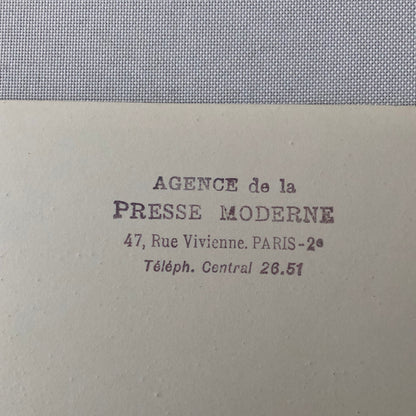 AGENCE de la
PRESSE MODERNE
47, Rue Vivienne. PARIS-2e
Téléph. Central 26.51